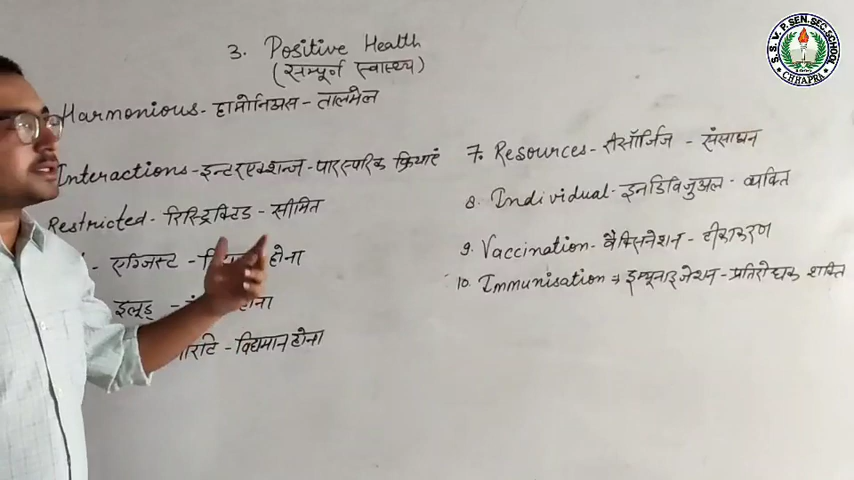 3. Positive Health
(सम्पूर्ण स्वास्थ्य)
Harmonious - हार्मोनिअस - तालमेल
Interactions - इन्टरएक्शन्ज - पारस्परिक क्रियाएं
Restricted - रिस्ट्रिक्टिड - सीमित
- एग्जिस्ट - होना
इलूड् - होना
- विद्यमान होना
7. Resources - रीसॉर्जिज - संसाधन
8. Individual - इनडिविजुअल - व्यक्ति
9. Vaccination - वैक्सिनेशन - टीकाकरण
10. Immunisation → इम्यूनाइजेशन - प्रतिरोधक शक्ति
S. S. V. P. SEN. SEC. SCHOOL
CHHAPRA